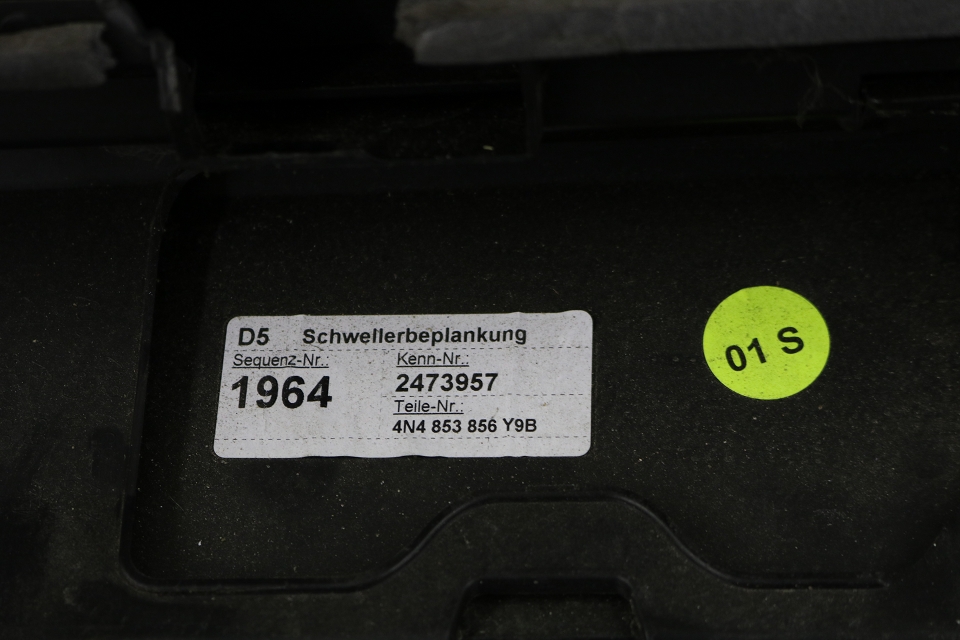 D5 Schwellerbeplankung
Sequenz-Nr.: Kenn-Nr.:
1964 2473957
Teile-Nr.:
4N4 853 856 Y9B
01 S